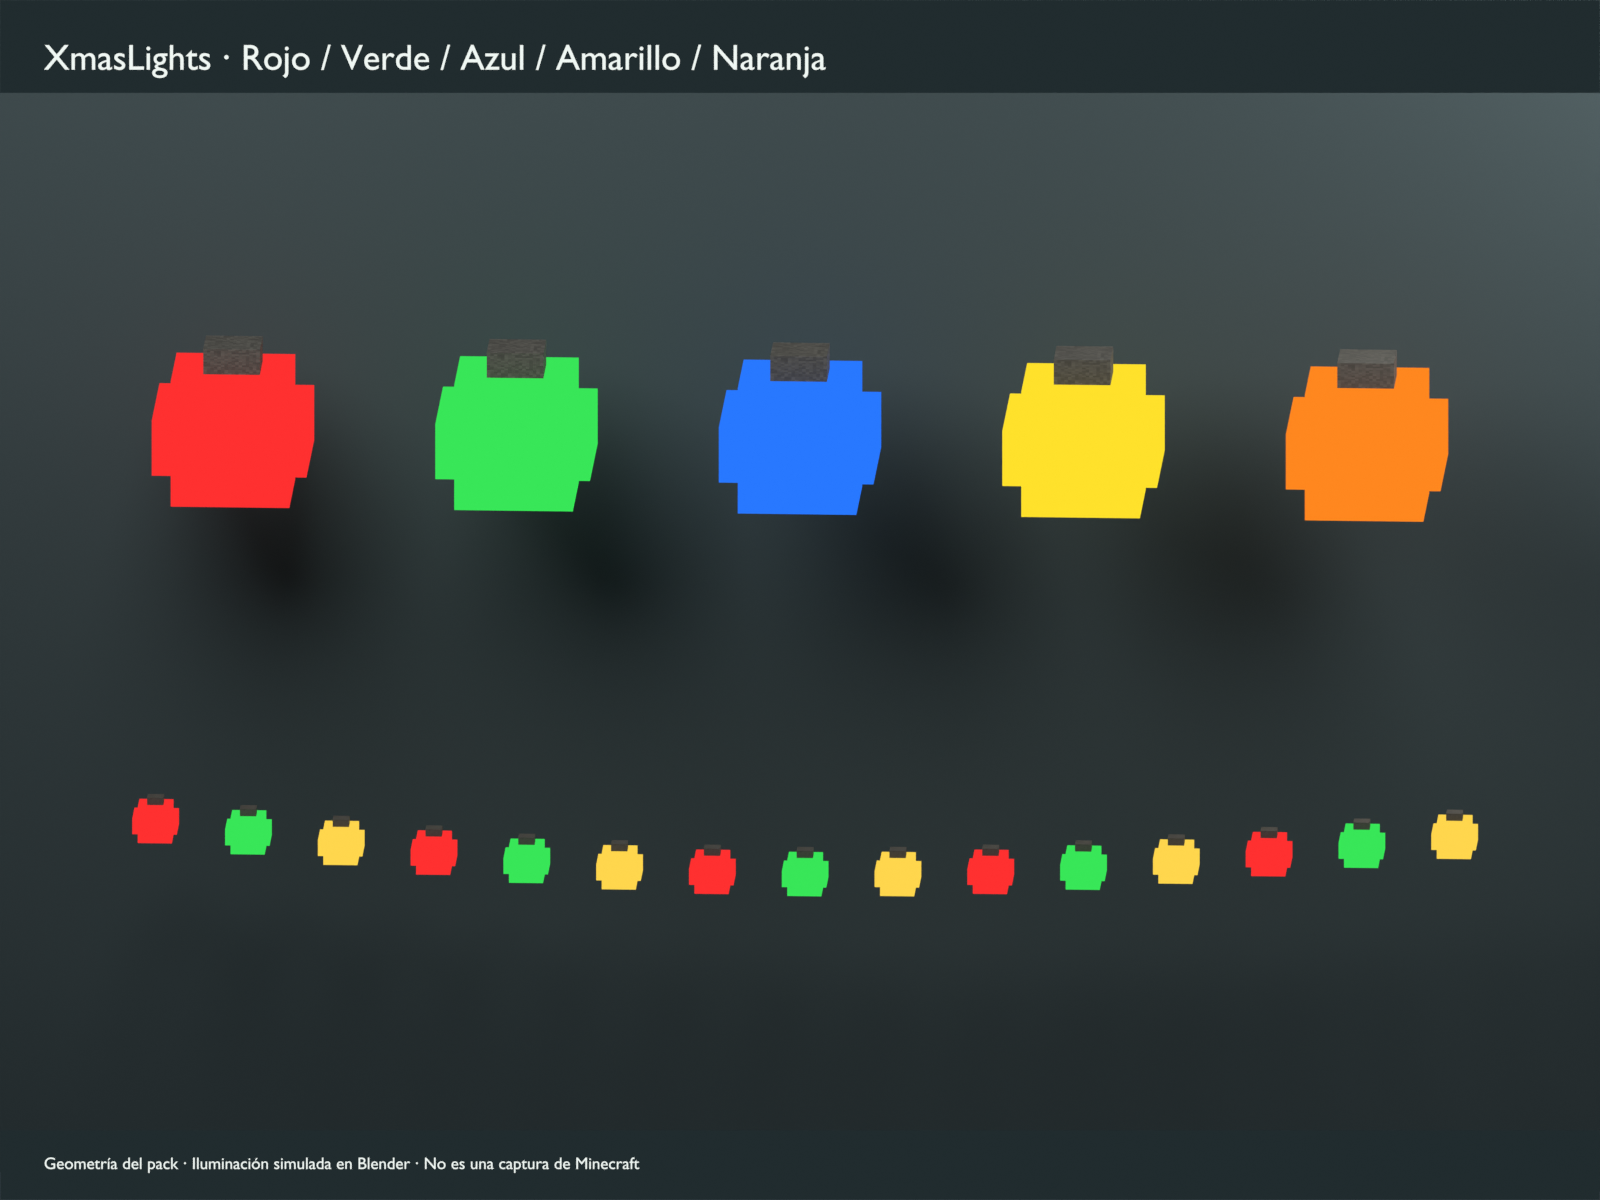 XmasLights · Rojo / Verde / Azul / Amarillo / Naranja
Geometría del pack · Iluminación simulada en Blender · No es una captura de Minecraft